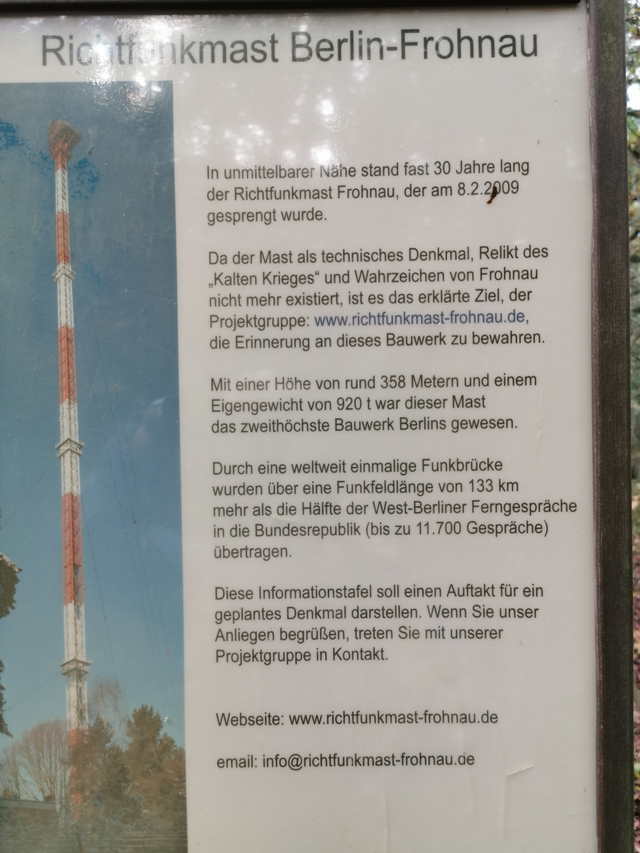 Richtfunkmast Berlin-Frohnau
In unmittelbarer Nähe stand fast 30 Jahre lang
der Richtfunkmast Frohnau, der am 8.2.2009
gesprengt wurde.
Da der Mast als technisches Denkmal, Relikt des
„Kalten Krieges“ und Wahrzeichen von Frohnau
nicht mehr existiert, ist es das erklärte Ziel, der
Projektgruppe: www.richtfunkmast-frohnau.de,
die Erinnerung an dieses Bauwerk zu bewahren.
Mit einer Höhe von rund 358 Metern und einem
Eigengewicht von 920 t war dieser Mast
das zweithöchste Bauwerk Berlins gewesen.
Durch eine weltweit einmalige Funkbrücke
wurden über eine Funkfeldlänge von 133 km
mehr als die Hälfte der West-Berliner Ferngespräche
in die Bundesrepublik (bis zu 11.700 Gespräche)
übertragen.
Diese Informationstafel soll einen Auftakt für ein
geplantes Denkmal darstellen. Wenn Sie unser
Anliegen begrüßen, treten Sie mit unserer
Projektgruppe in Kontakt.
Webseite: www.richtfunkmast-frohnau.de
email: info@richtfunkmast-frohnau.de